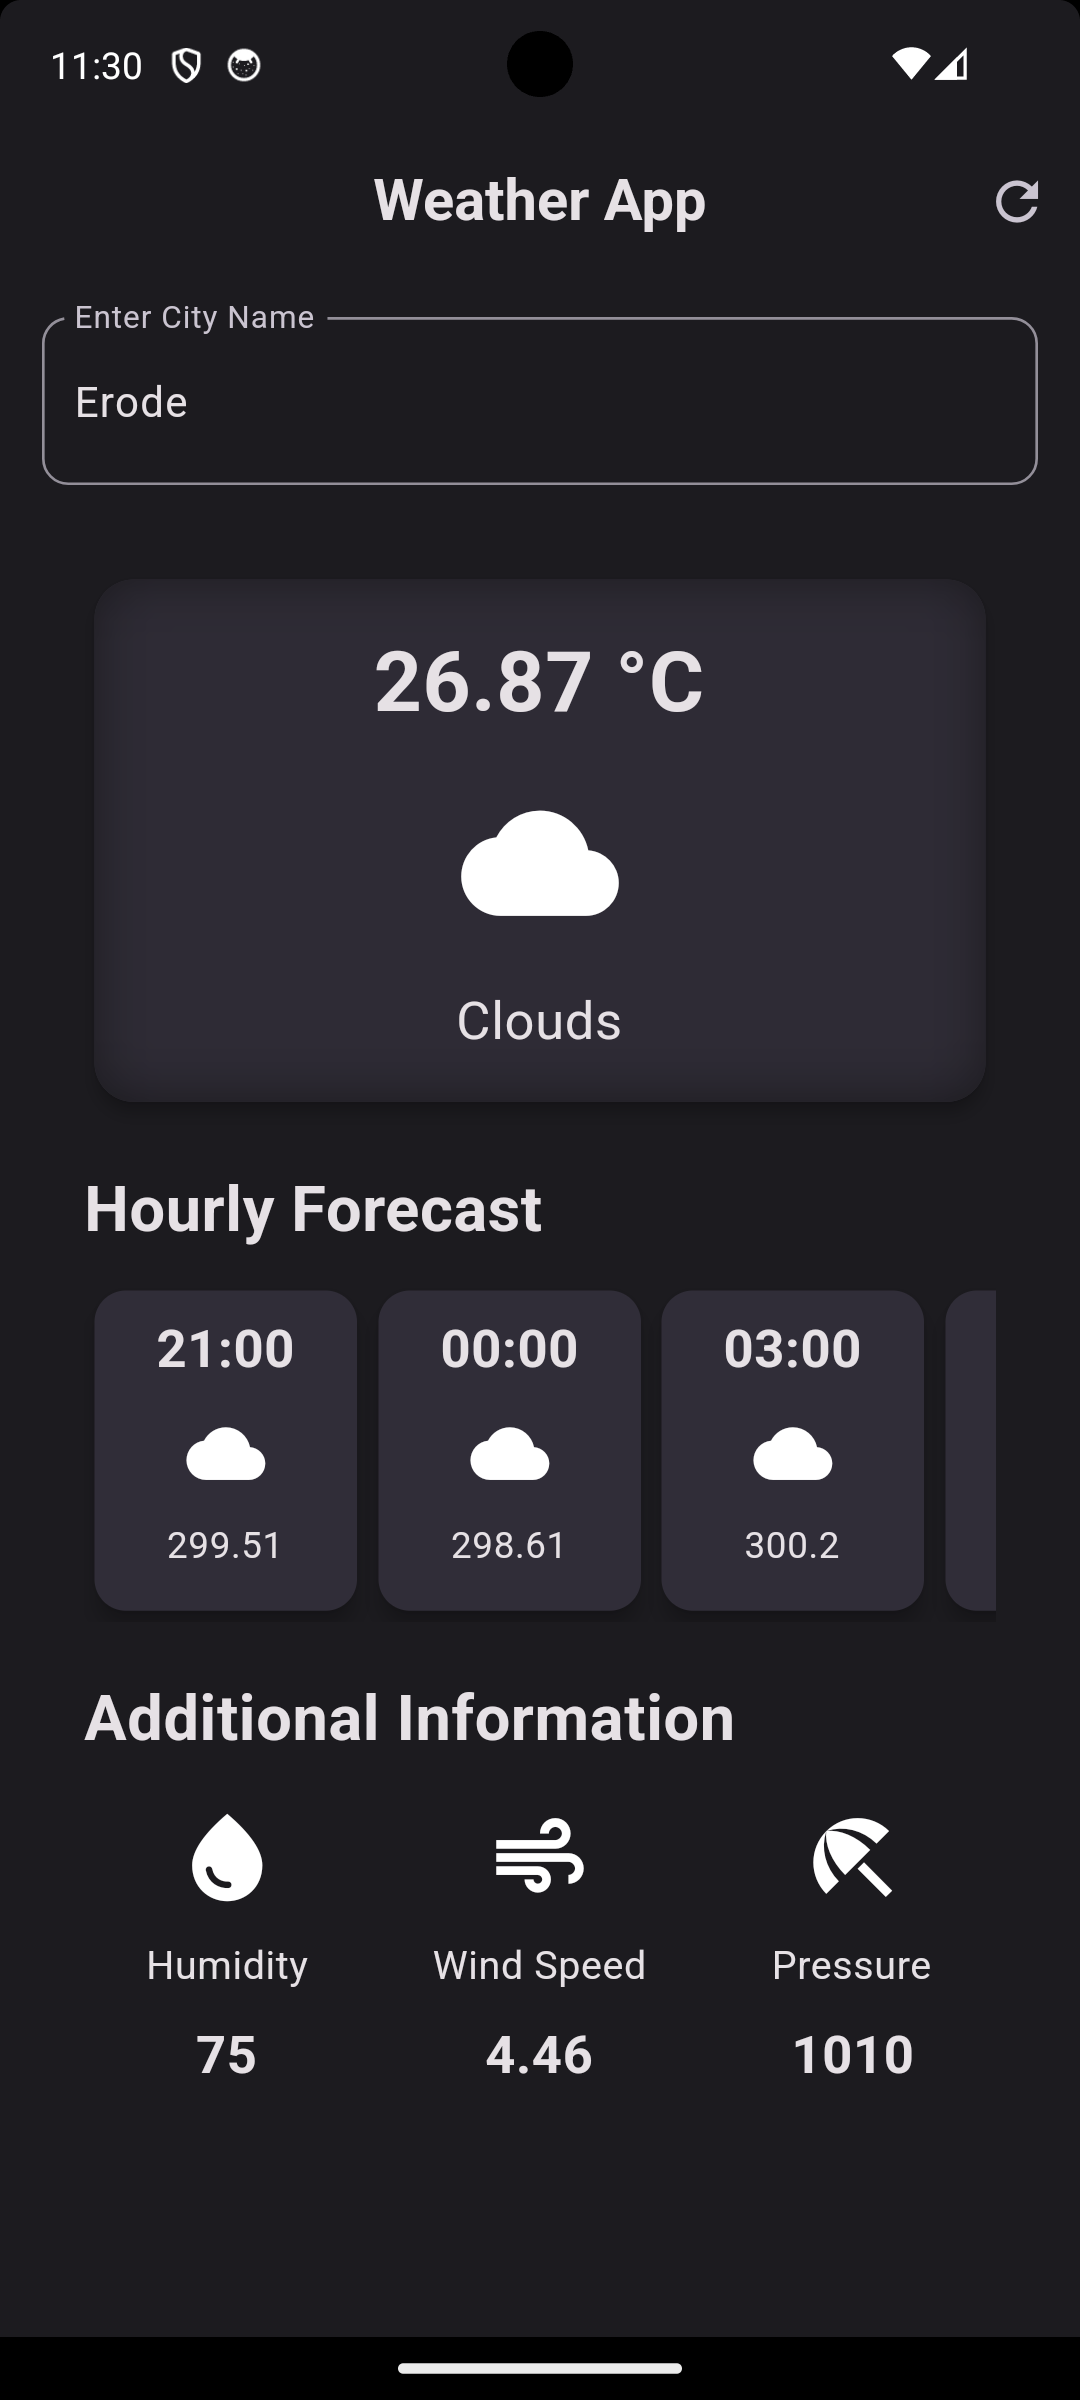 11:30
Weather App
Enter City Name
Erode
26.87 °C
Clouds
Hourly Forecast
21:00 00:00 03:00
299.51 298.61 300.2
Additional Information
Humidity Wind Speed Pressure
75 4.46 1010